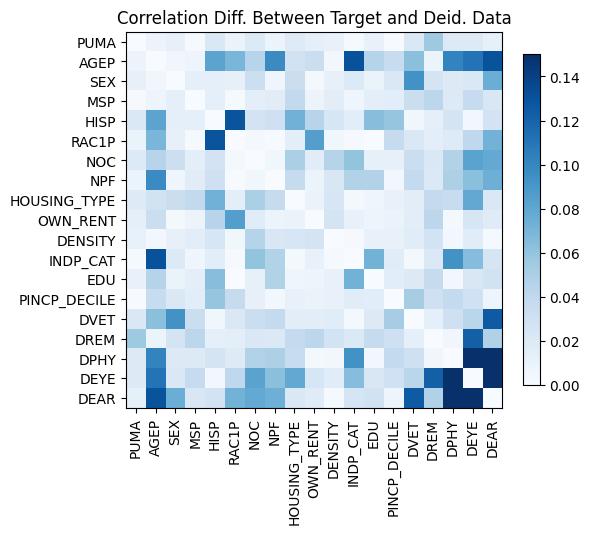 Correlation Diff. Between Target and Deid. Data
PUMA
AGEP
SEX
MSP
HISP
RAC1P
NOC
NPF
HOUSING_TYPE
OWN_RENT
DENSITY
INDP_CAT
EDU
PINCP_DECILE
DVET
DREM
DPHY
DEYE
DEAR
PUMA
AGEP
SEX
MSP
HISP
RAC1P
NOC
NPF
HOUSING_TYPE
OWN_RENT
DENSITY
INDP_CAT
EDU
PINCP_DECILE
DVET
DREM
DPHY
DEYE
DEAR
0.14
0.12
0.10
0.08
0.06
0.04
0.02
0.00